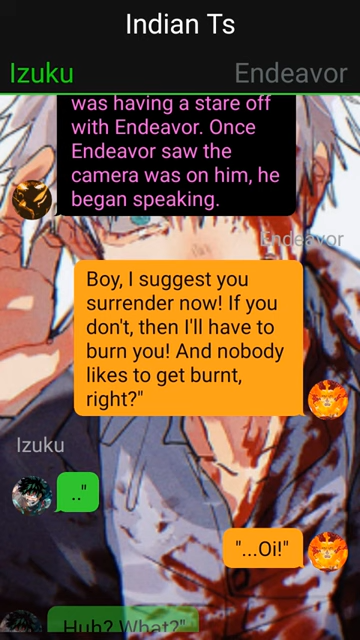 Indian Ts
Izuku Endeavor
was having a stare off
with Endeavor. Once
Endeavor saw the
camera was on him, he
began speaking.
Endeavor
Boy, I suggest you
surrender now! If you
don't, then I'll have to
burn you! And nobody
likes to get burnt,
right?"
Izuku
.."
"...Oi!"
Huh? What?"